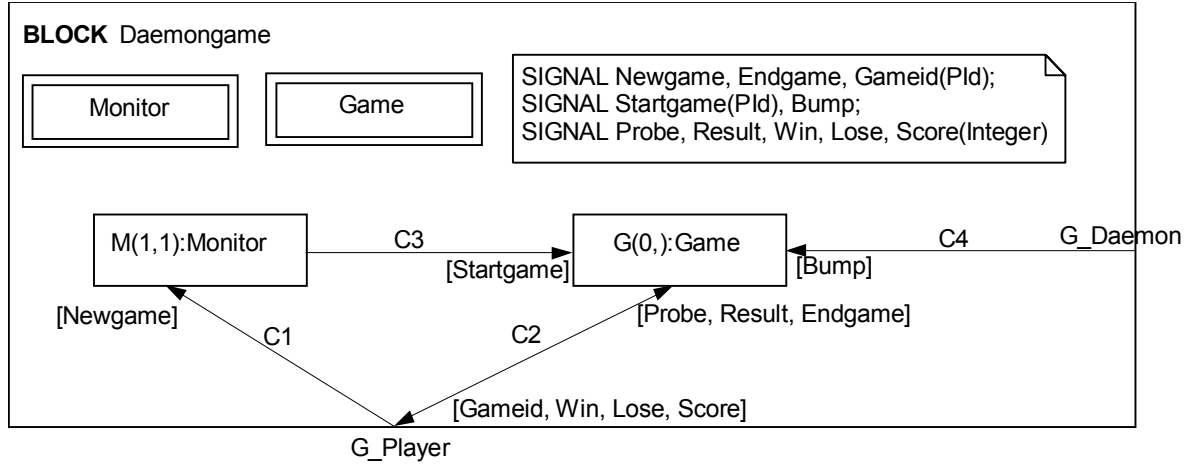 BLOCK Daemongame
Monitor
Game
SIGNAL Newgame, Endgame, Gameid(PId);
SIGNAL Startgame(PId), Bump;
SIGNAL Probe, Result, Win, Lose, Score(Integer)
M(1,1):Monitor
C3
[Startgame]
G(0,):Game
C4
G_Daemon
[Bump]
[Newgame]
C1
C2
[Probe, Result, Endgame]
[Gameid, Win, Lose, Score]
G_Player